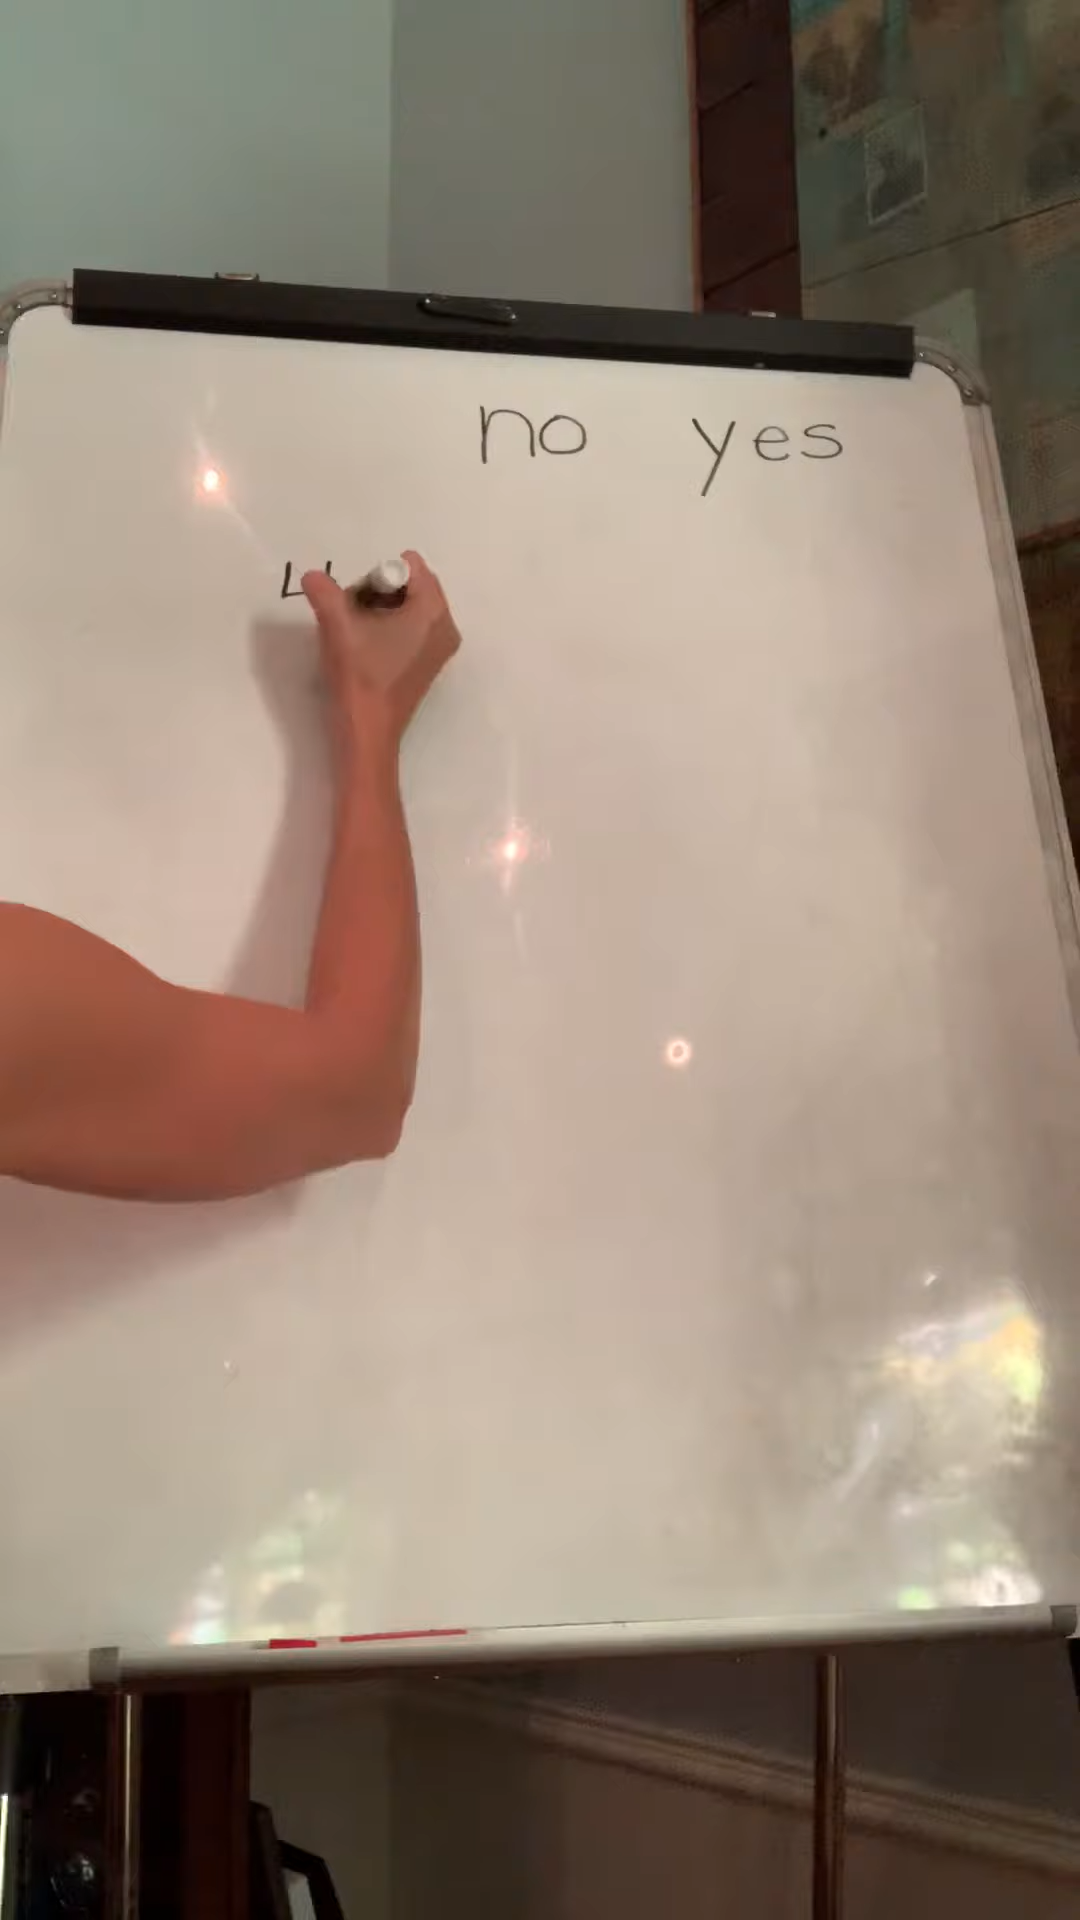 no yes